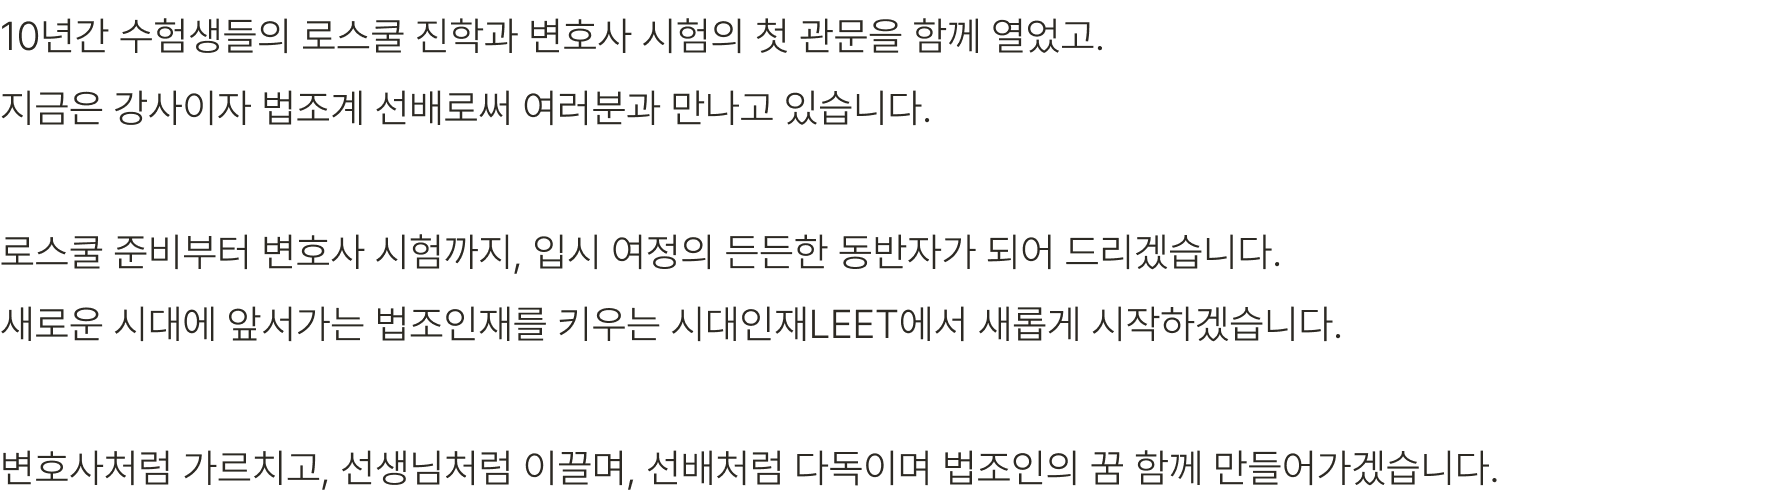 10년간 수험생들의 로스쿨 진학과 변호사 시험의 첫 관문을 함께 열었고.
지금은 강사이자 법조계 선배로써 여러분과 만나고 있습니다.
로스쿨 준비부터 변호사 시험까지, 입시 여정의 든든한 동반자가 되어 드리겠습니다.
새로운 시대에 앞서가는 법조인재를 키우는 시대인재LEET에서 새롭게 시작하겠습니다.
변호사처럼 가르치고, 선생님처럼 이끌며, 선배처럼 다독이며 법조인의 꿈 함께 만들어가겠습니다.